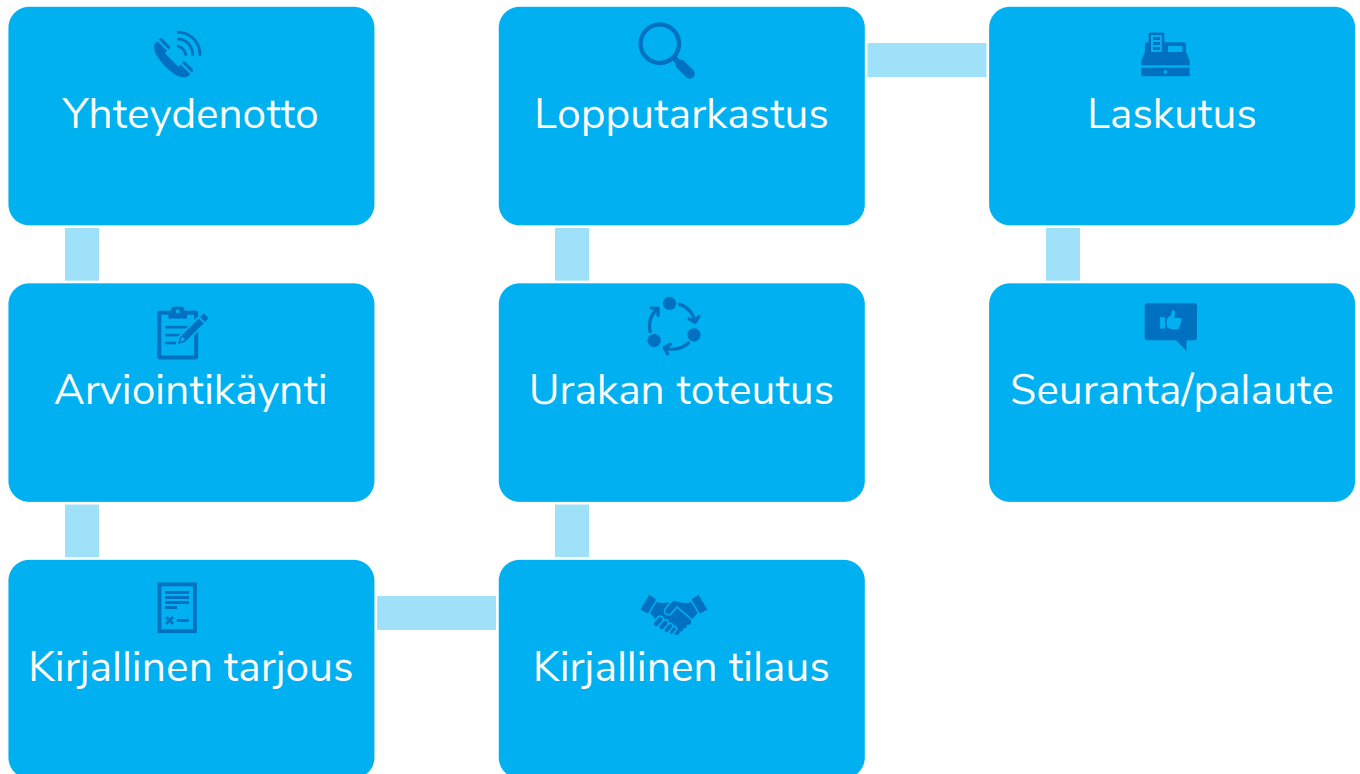 Yhteydenotto
Arviointikäynti
Kirjallinen tarjous
Kirjallinen tilaus
Urakan toteutus
Lopputarkastus
Laskutus
Seuranta/palaute